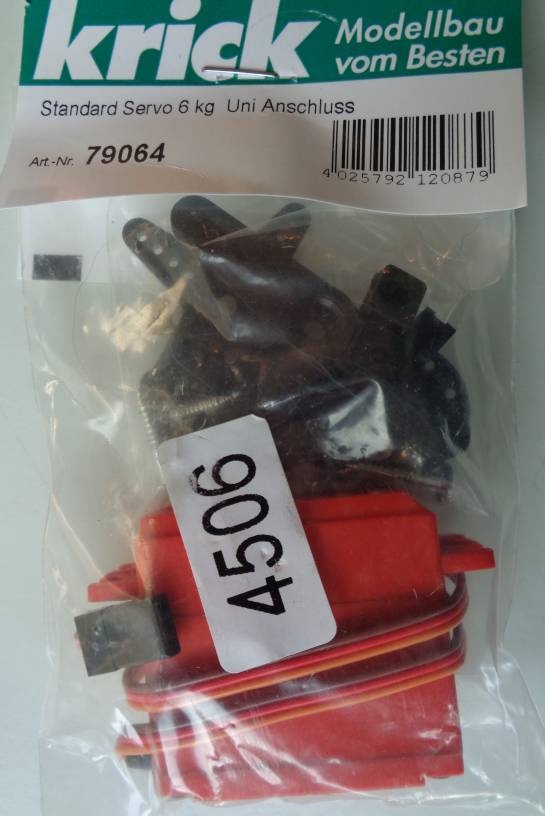 krick Modellbau
vom Besten
Standard Servo 6 kg Uni Anschluss
Art.-Nr. 79064
4 025792 120879
4506